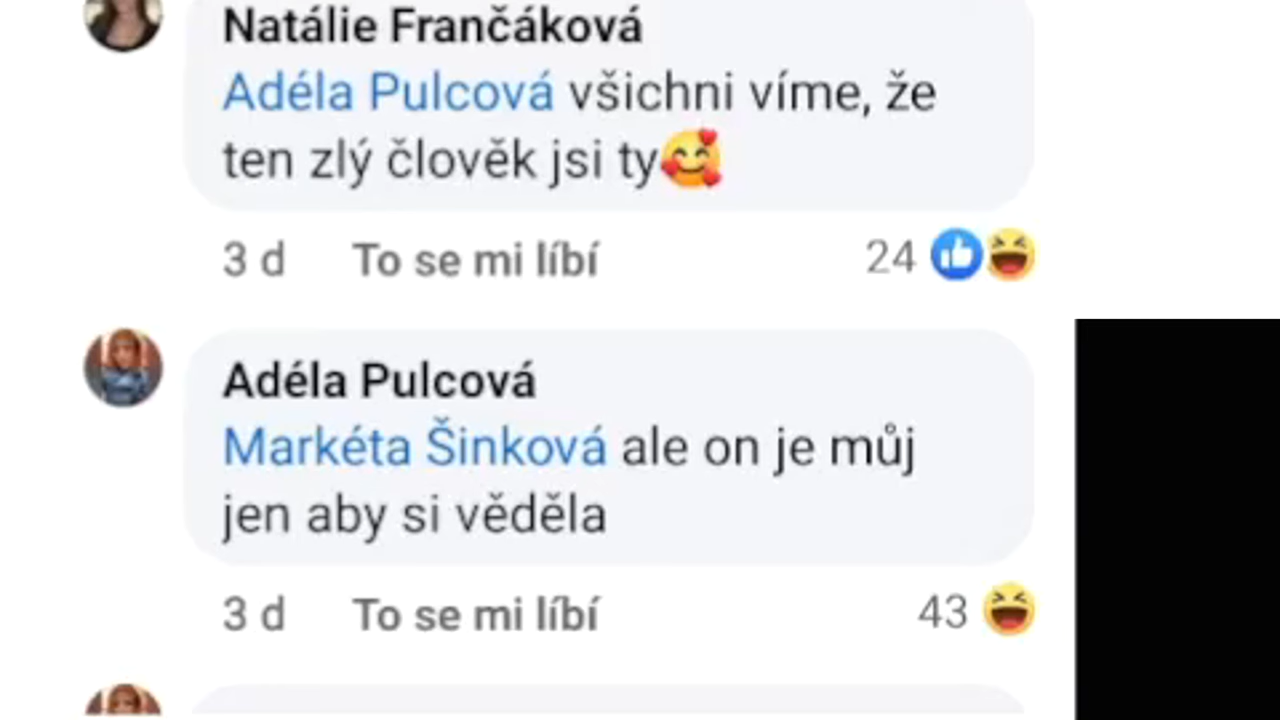 Natálie Frančáková
Adéla Pulcová všichni víme, že
ten zlý člověk jsi ty🥰
3 d To se mi líbí 24
Adéla Pulcová
Markéta Šinková ale on je můj
jen aby si věděla
3 d To se mi líbí 43